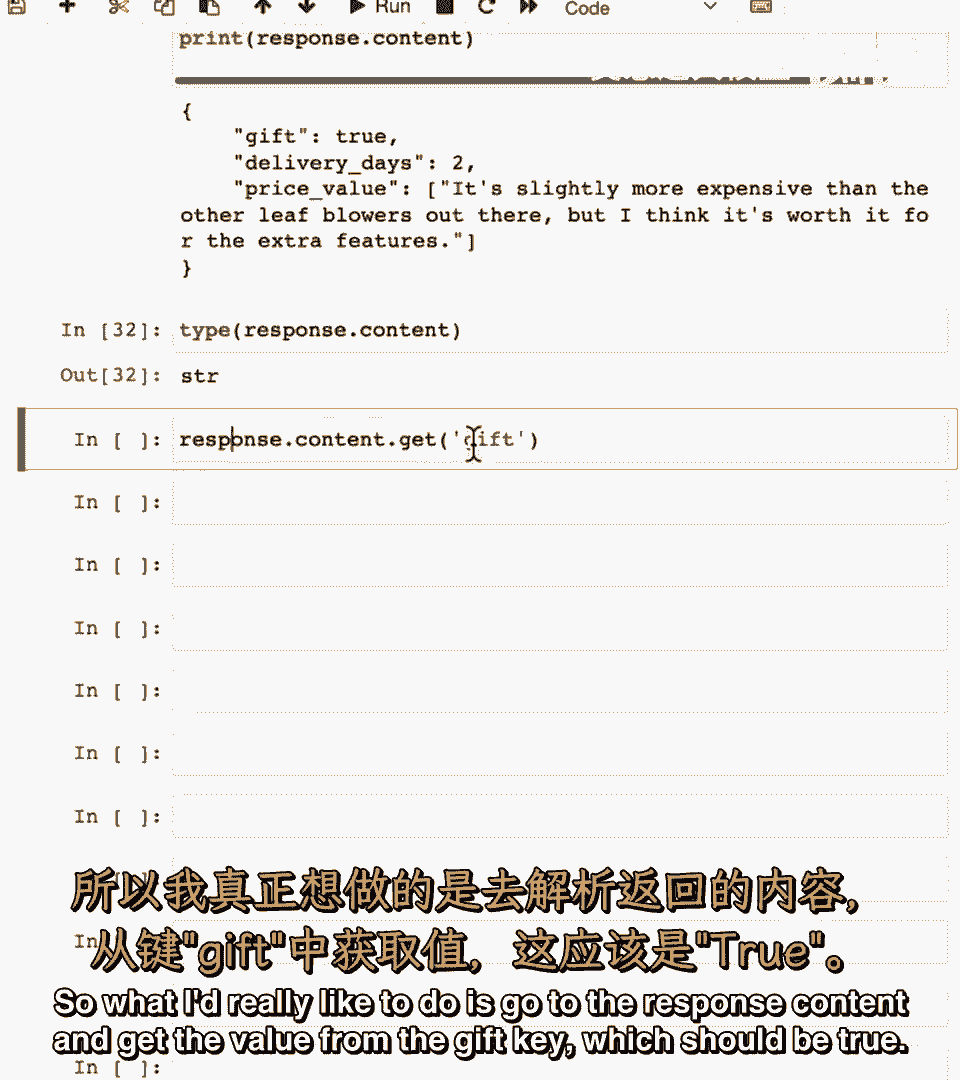 Run
Code
print(response.content)
{
"gift": true,
"delivery_days": 2,
"price_value": ["It's slightly more expensive than the
other leaf blowers out there, but I think it's worth it fo
r the extra features."]
}
In [32]: type(response.content)
Out[32]: str
In [ ]: response.content.get('gift')
In [ ]:
In [ ]:
In [ ]:
In [ ]:
In [ ]:
In [ ]:
所以我真正想做的是去解析返回的内容,
In
从键"gift"中获取值, 这应该是"True"。
So what I'd really like to do is go to the response content
and get the value from the gift key, which should be true.
In [ ]: